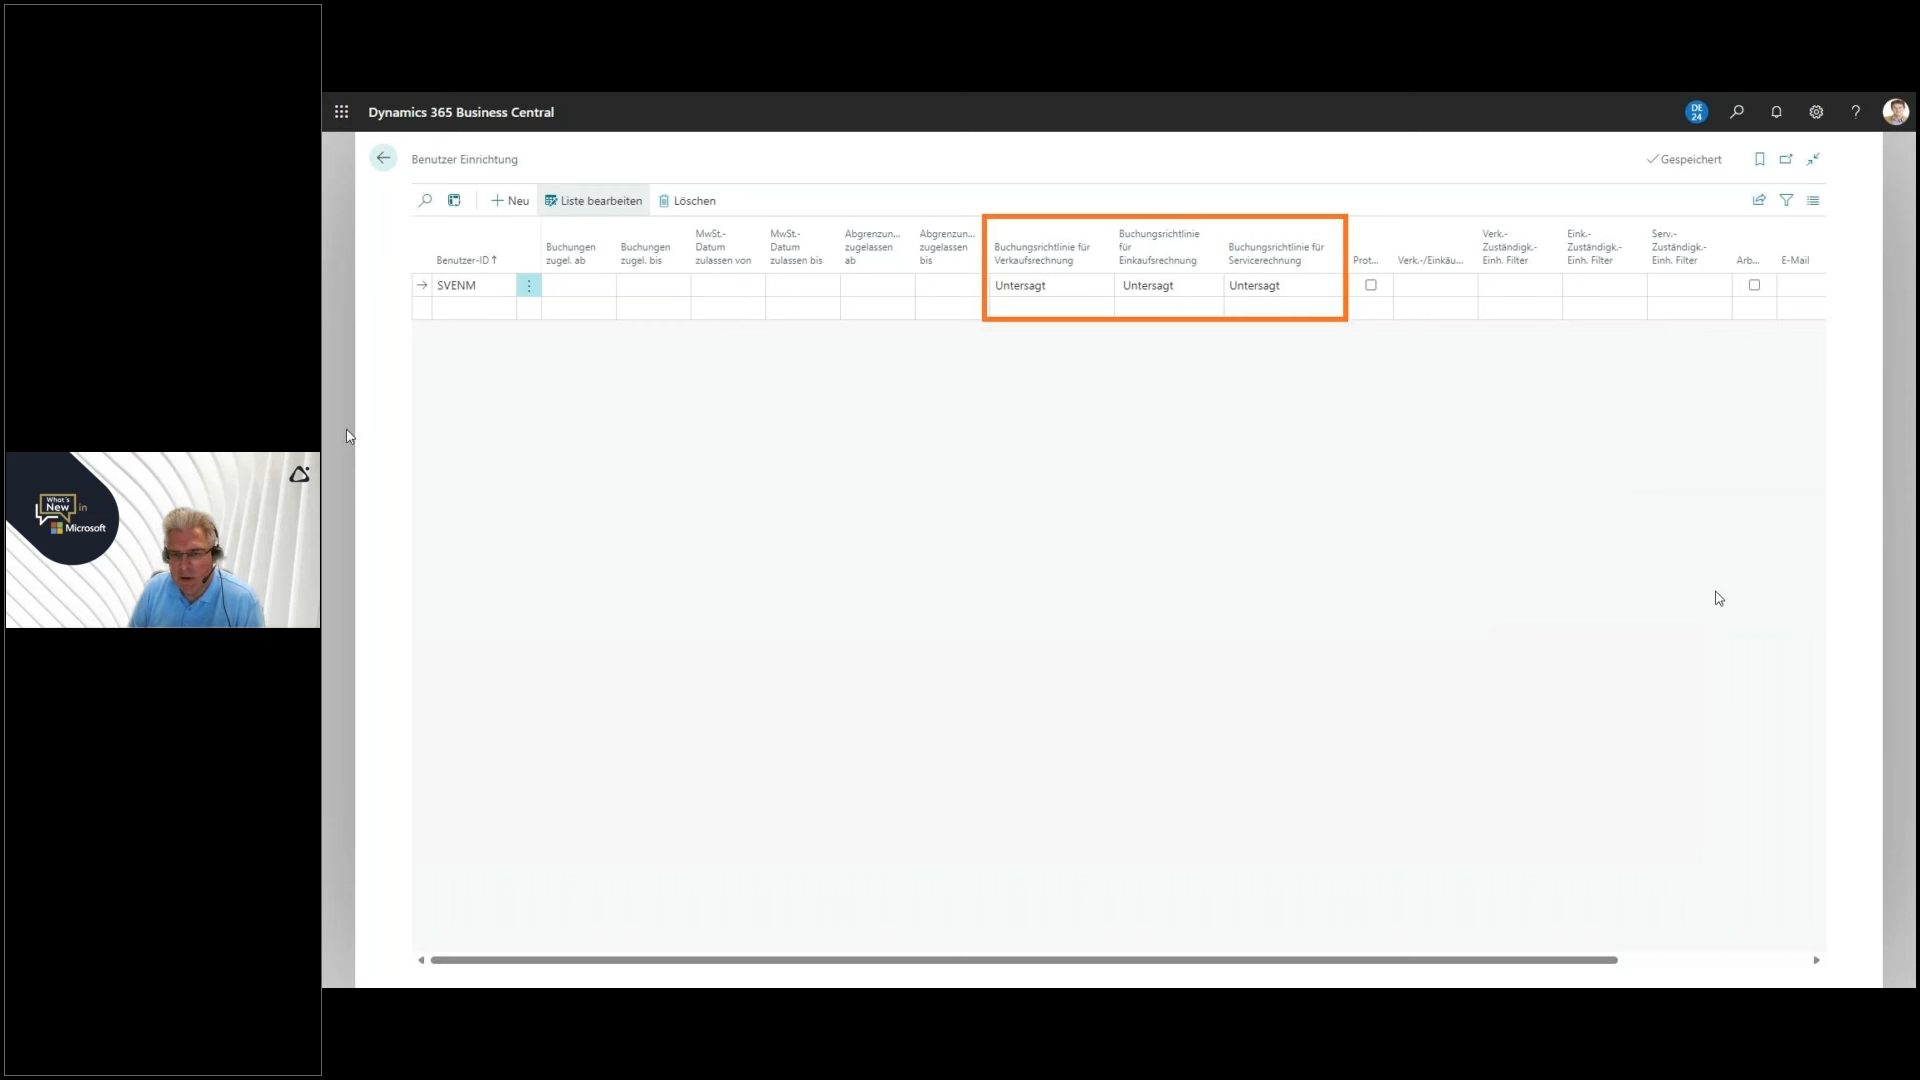 Dynamics 365 Business Central
DE
24
?
Benutzer Einrichtung
Gespeichert
Neu
Liste bearbeiten
Löschen
Benutzer-ID ↑
Buchungen
zugel. ab
Buchungen
zugel. bis
MwSt.-
Datum
zulassen von
MwSt.-
Datum
zulassen bis
Abgrenzun...
zugelassen
ab
Abgrenzun...
zugelassen
bis
Buchungsrichtlinie für
Verkaufsrechnung
Buchungsrichtlinie
für
Einkaufsrechnung
Buchungsrichtlinie für
Servicerechnung
Prot...
Verk.-/Einkäu...
Verk.-
Zuständigk.-
Einh. Filter
Eink.-
Zuständigk.-
Einh. Filter
Serv.-
Zuständigk.-
Einh. Filter
Arb...
E-Mail
SVENM
Untersagt
Untersagt
Untersagt
What's
New in
Microsoft